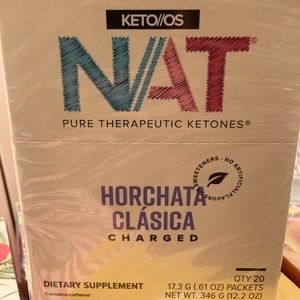 KETO//OS
NAT®
PURE THERAPEUTIC KETONES®
SWEETENERS • NO ARTIFICIAL FLAVORS
HORCHATA
CLÁSICA
CHARGED
DIETARY SUPPLEMENT
Contains caffeine
QTY 20
17.3 G (.61 OZ) PACKETS
NET WT. 346 G (12.2 OZ)